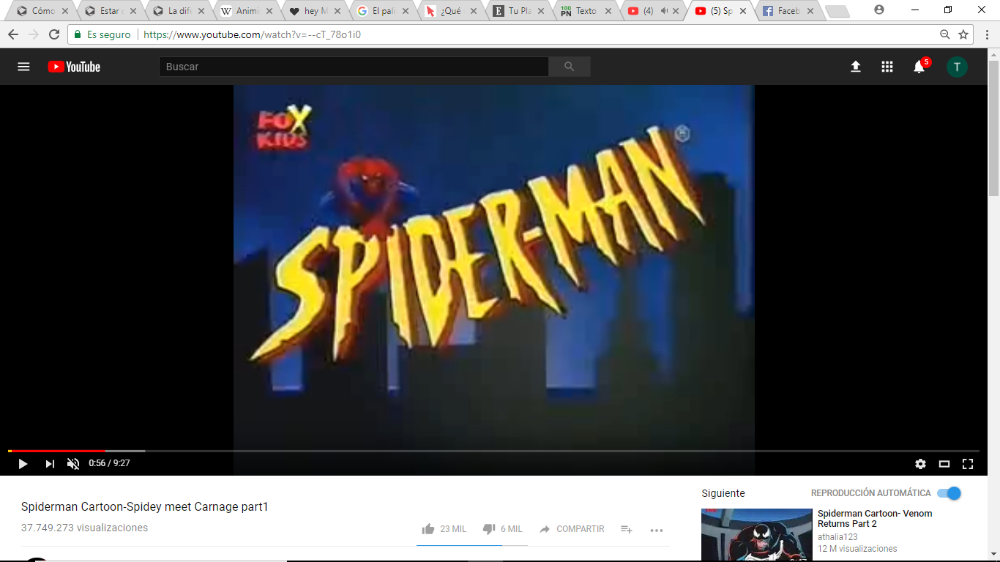 Cómo
Estar
La dif
Animi
hey M
El pali
¿Qué
Tu Pla
Texto
(4)
(5) Sp
Faceb
Es seguro
https://www.youtube.com/watch?v=--cT_78o1i0
YouTube
Buscar
5
T
FOX
KIDS
SPIDER-MAN
0:56 / 9:27
Spiderman Cartoon-Spidey meet Carnage part1
37.749.273 visualizaciones
23 MIL
6 MIL
COMPARTIR
Siguiente
REPRODUCCIÓN AUTOMÁTICA
Spiderman Cartoon- Venom
Returns Part 2
athalia123
12 M visualizaciones